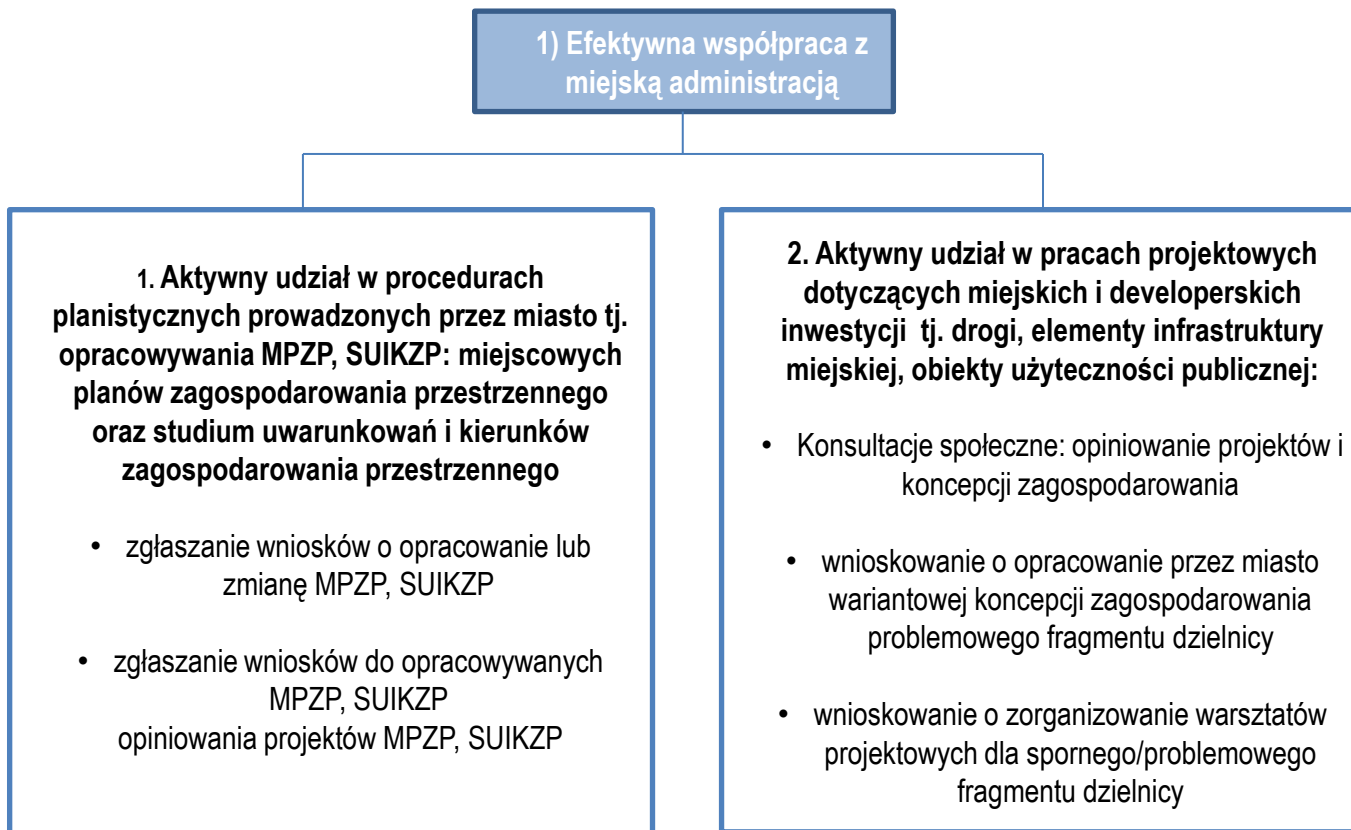 1) Efektywna współpraca z
miejską administracją
1. Aktywny udział w procedurach
planistycznych prowadzonych przez miasto tj.
opracowywania MPZP, SUIKZP: miejscowych
planów zagospodarowania przestrzennego
oraz studium uwarunkowań i kierunków
zagospodarowania przestrzennego
• zgłaszanie wniosków o opracowanie lub
zmianę MPZP, SUIKZP
• zgłaszanie wniosków do opracowywanych
MPZP, SUIKZP
opiniowania projektów MPZP, SUIKZP
2. Aktywny udział w pracach projektowych
dotyczących miejskich i developerskich
inwestycji tj. drogi, elementy infrastruktury
miejskiej, obiekty użyteczności publicznej:
• Konsultacje społeczne: opiniowanie projektów i
koncepcji zagospodarowania
• wnioskowanie o opracowanie przez miasto
wariantowej koncepcji zagospodarowania
problemowego fragmentu dzielnicy
• wnioskowanie o zorganizowanie warsztatów
projektowych dla spornego/problemowego
fragmentu dzielnicy